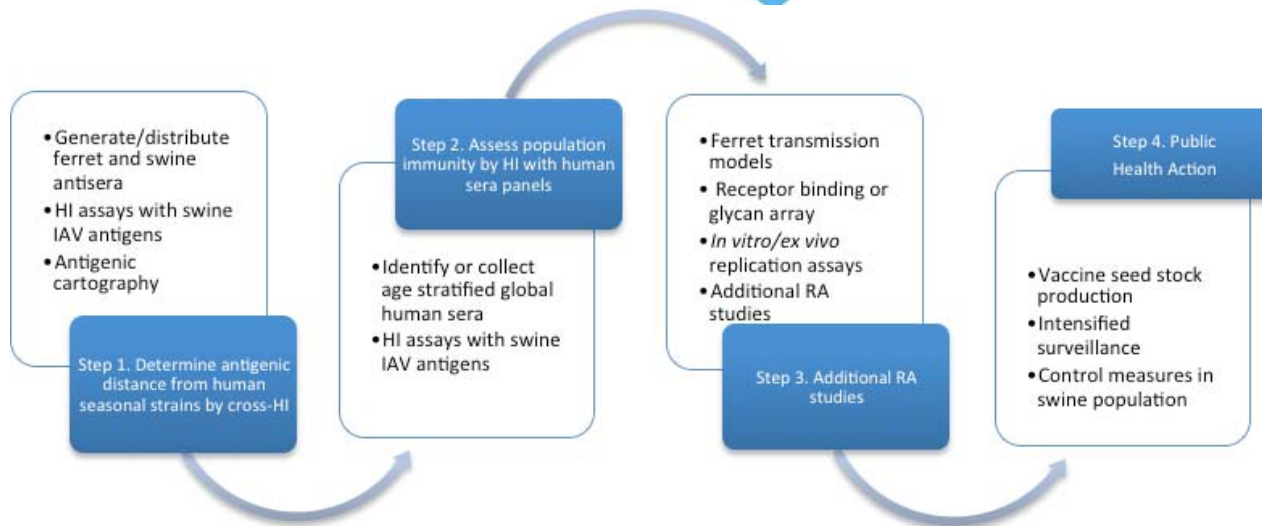 •Generate/distribute
ferret and swine
antisera
•HI assays with swine
IAV antigens
•Antigenic
cartography
Step 1. Determine antigenic
distance from human
seasonal strains by cross-HI
Step 2. Assess population
immunity by HI with human
sera panels
•Identify or collect
age stratified global
human sera
•HI assays with swine
IAV antigens
•Ferret transmission
models
• Receptor binding or
glycan array
•In vitro/ex vivo
replication assays
•Additional RA
studies
Step 3. Additional RA
studies
Step 4. Public
Health Action
•Vaccine seed stock
production
•Intensified
surveillance
•Control measures in
swine population